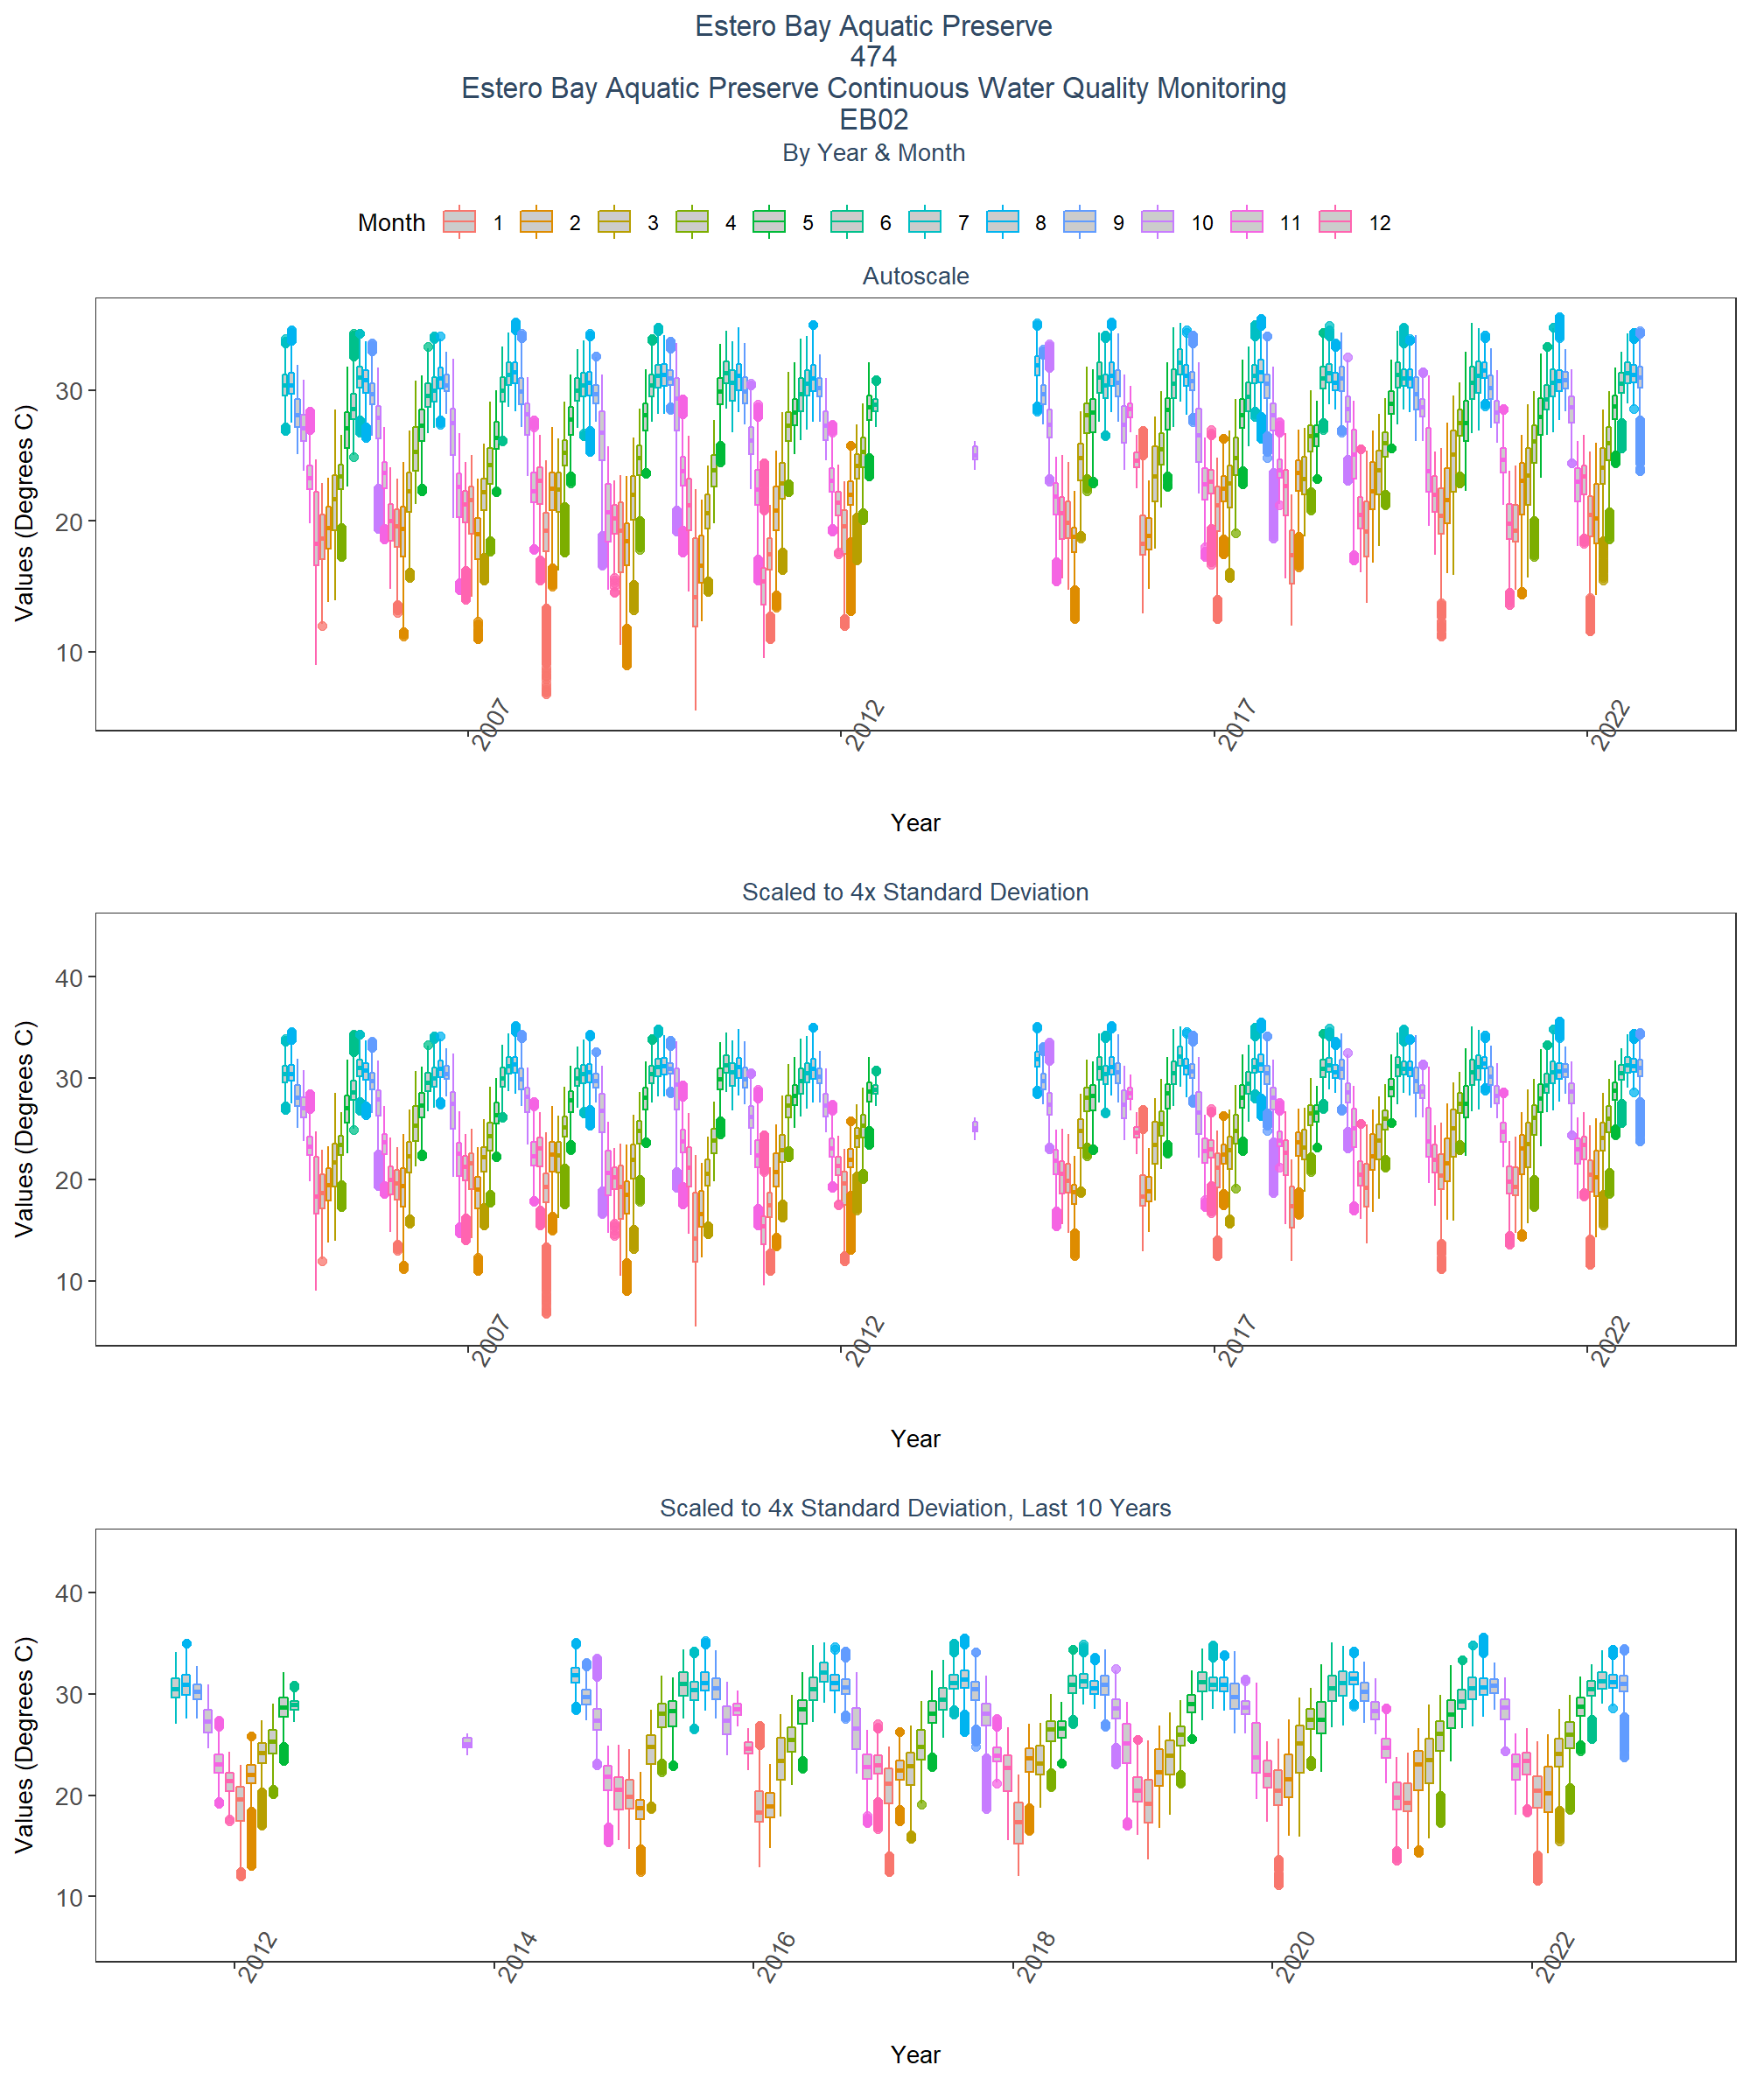 Estero Bay Aquatic Preserve
474
Estero Bay Aquatic Preserve Continuous Water Quality Monitoring
EB02
By Year & Month
Month 1 2 3 4 5 6 7 8 9 10 11 12
Autoscale
Values (Degrees C)
30
20
10
2007 2012 2017 2022
Year
Scaled to 4x Standard Deviation
Values (Degrees C)
40
30
20
10
2007 2012 2017 2022
Year
Scaled to 4x Standard Deviation, Last 10 Years
Values (Degrees C)
40
30
20
10
2012 2014 2016 2018 2020 2022
Year